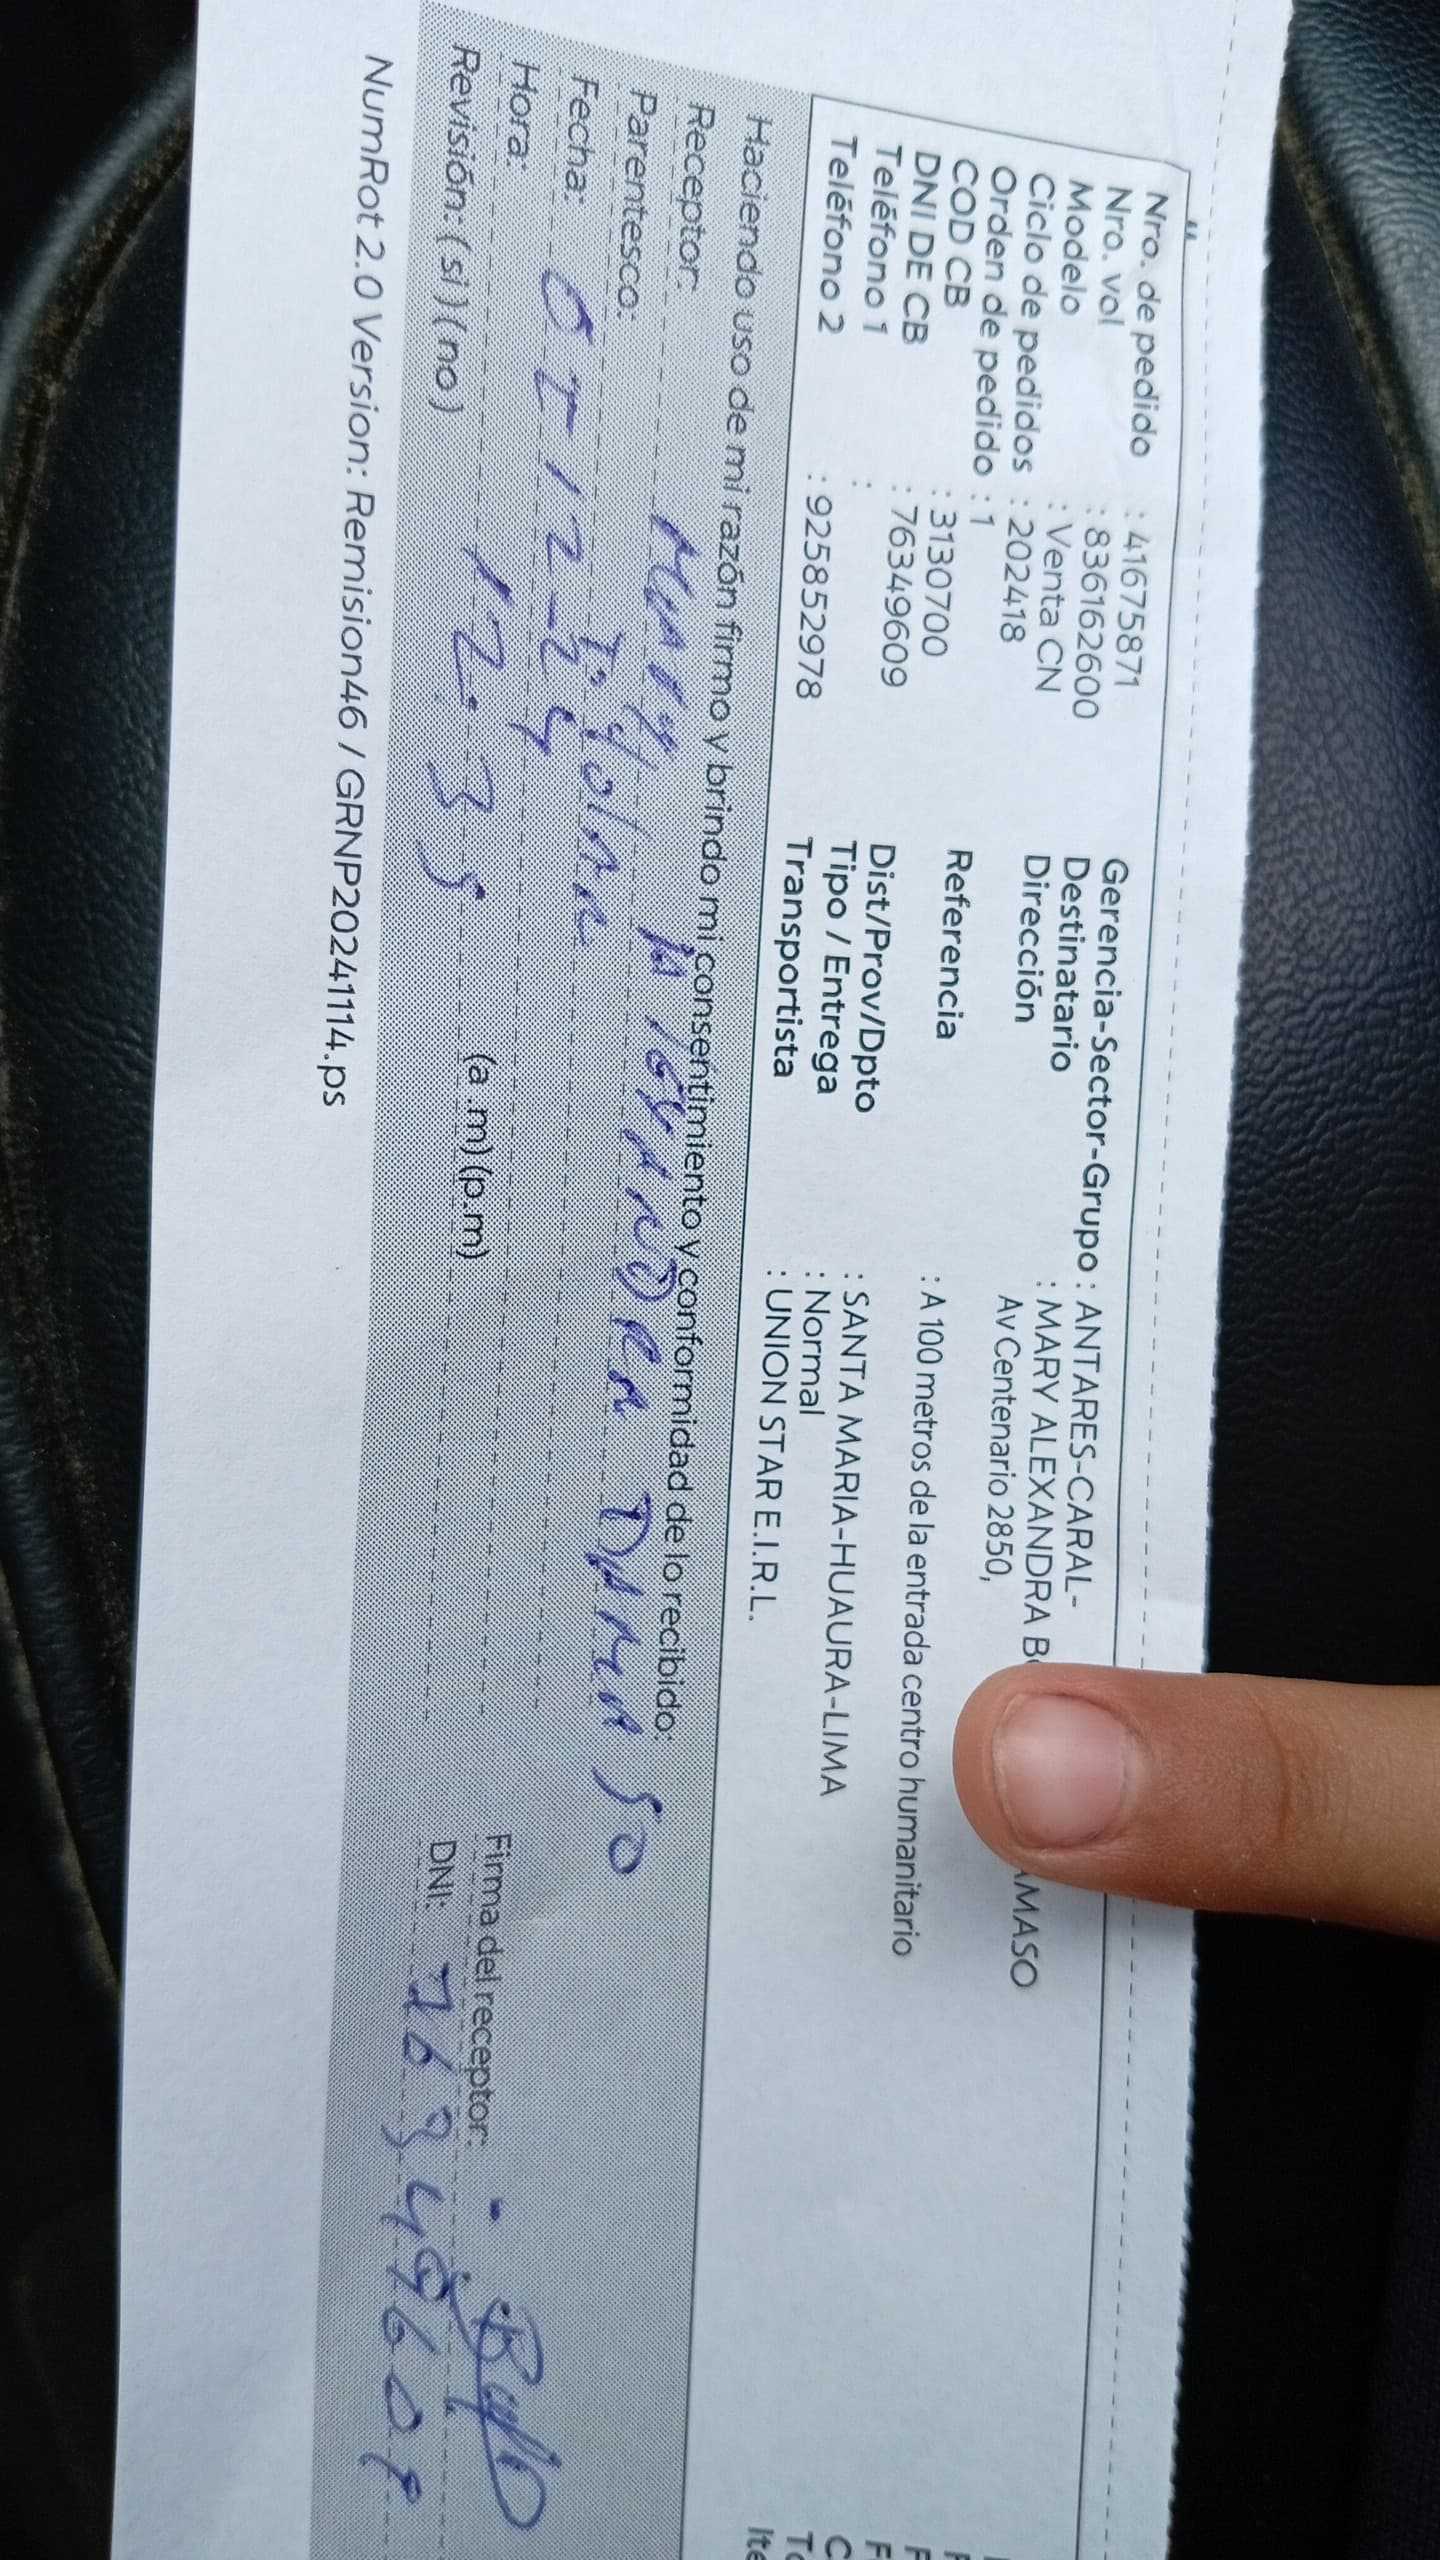 Nro. de pedido : 41675871
Nro. vol : 836162600
Modelo : Venta CN
Ciclo de pedidos : 202418
Orden de pedido : 1
COD CB : 3130700
DNI DE CB : 76349609
Teléfono 1 :
Teléfono 2 : 925852978
Gerencia-Sector-Grupo : ANTARES-CARAL-
Destinatario : MARY ALEXANDRA
Dirección Av Centenario 2850,
Referencia : A 100 metros de la entrada centro humanitario
Dist/Prov/Dpto : SANTA MARIA-HUAURA-LIMA
Tipo / Entrega : Normal
Transportista : UNION STAR E.I.R.L.
Haciendo uso de mi razón firmo y brindo mi consentimiento y conformidad de lo recibido:
Receptor: MARY ALEXANDRA DAMASO
Parentesco:
Fecha:
Hora: 12:35 (a.m) (p.m)
Revisión: ( si ) ( no )
Firma del receptor:
DNI: 76349609
NumRot 2.0 Version: Remision46 / GRNP20241114.ps